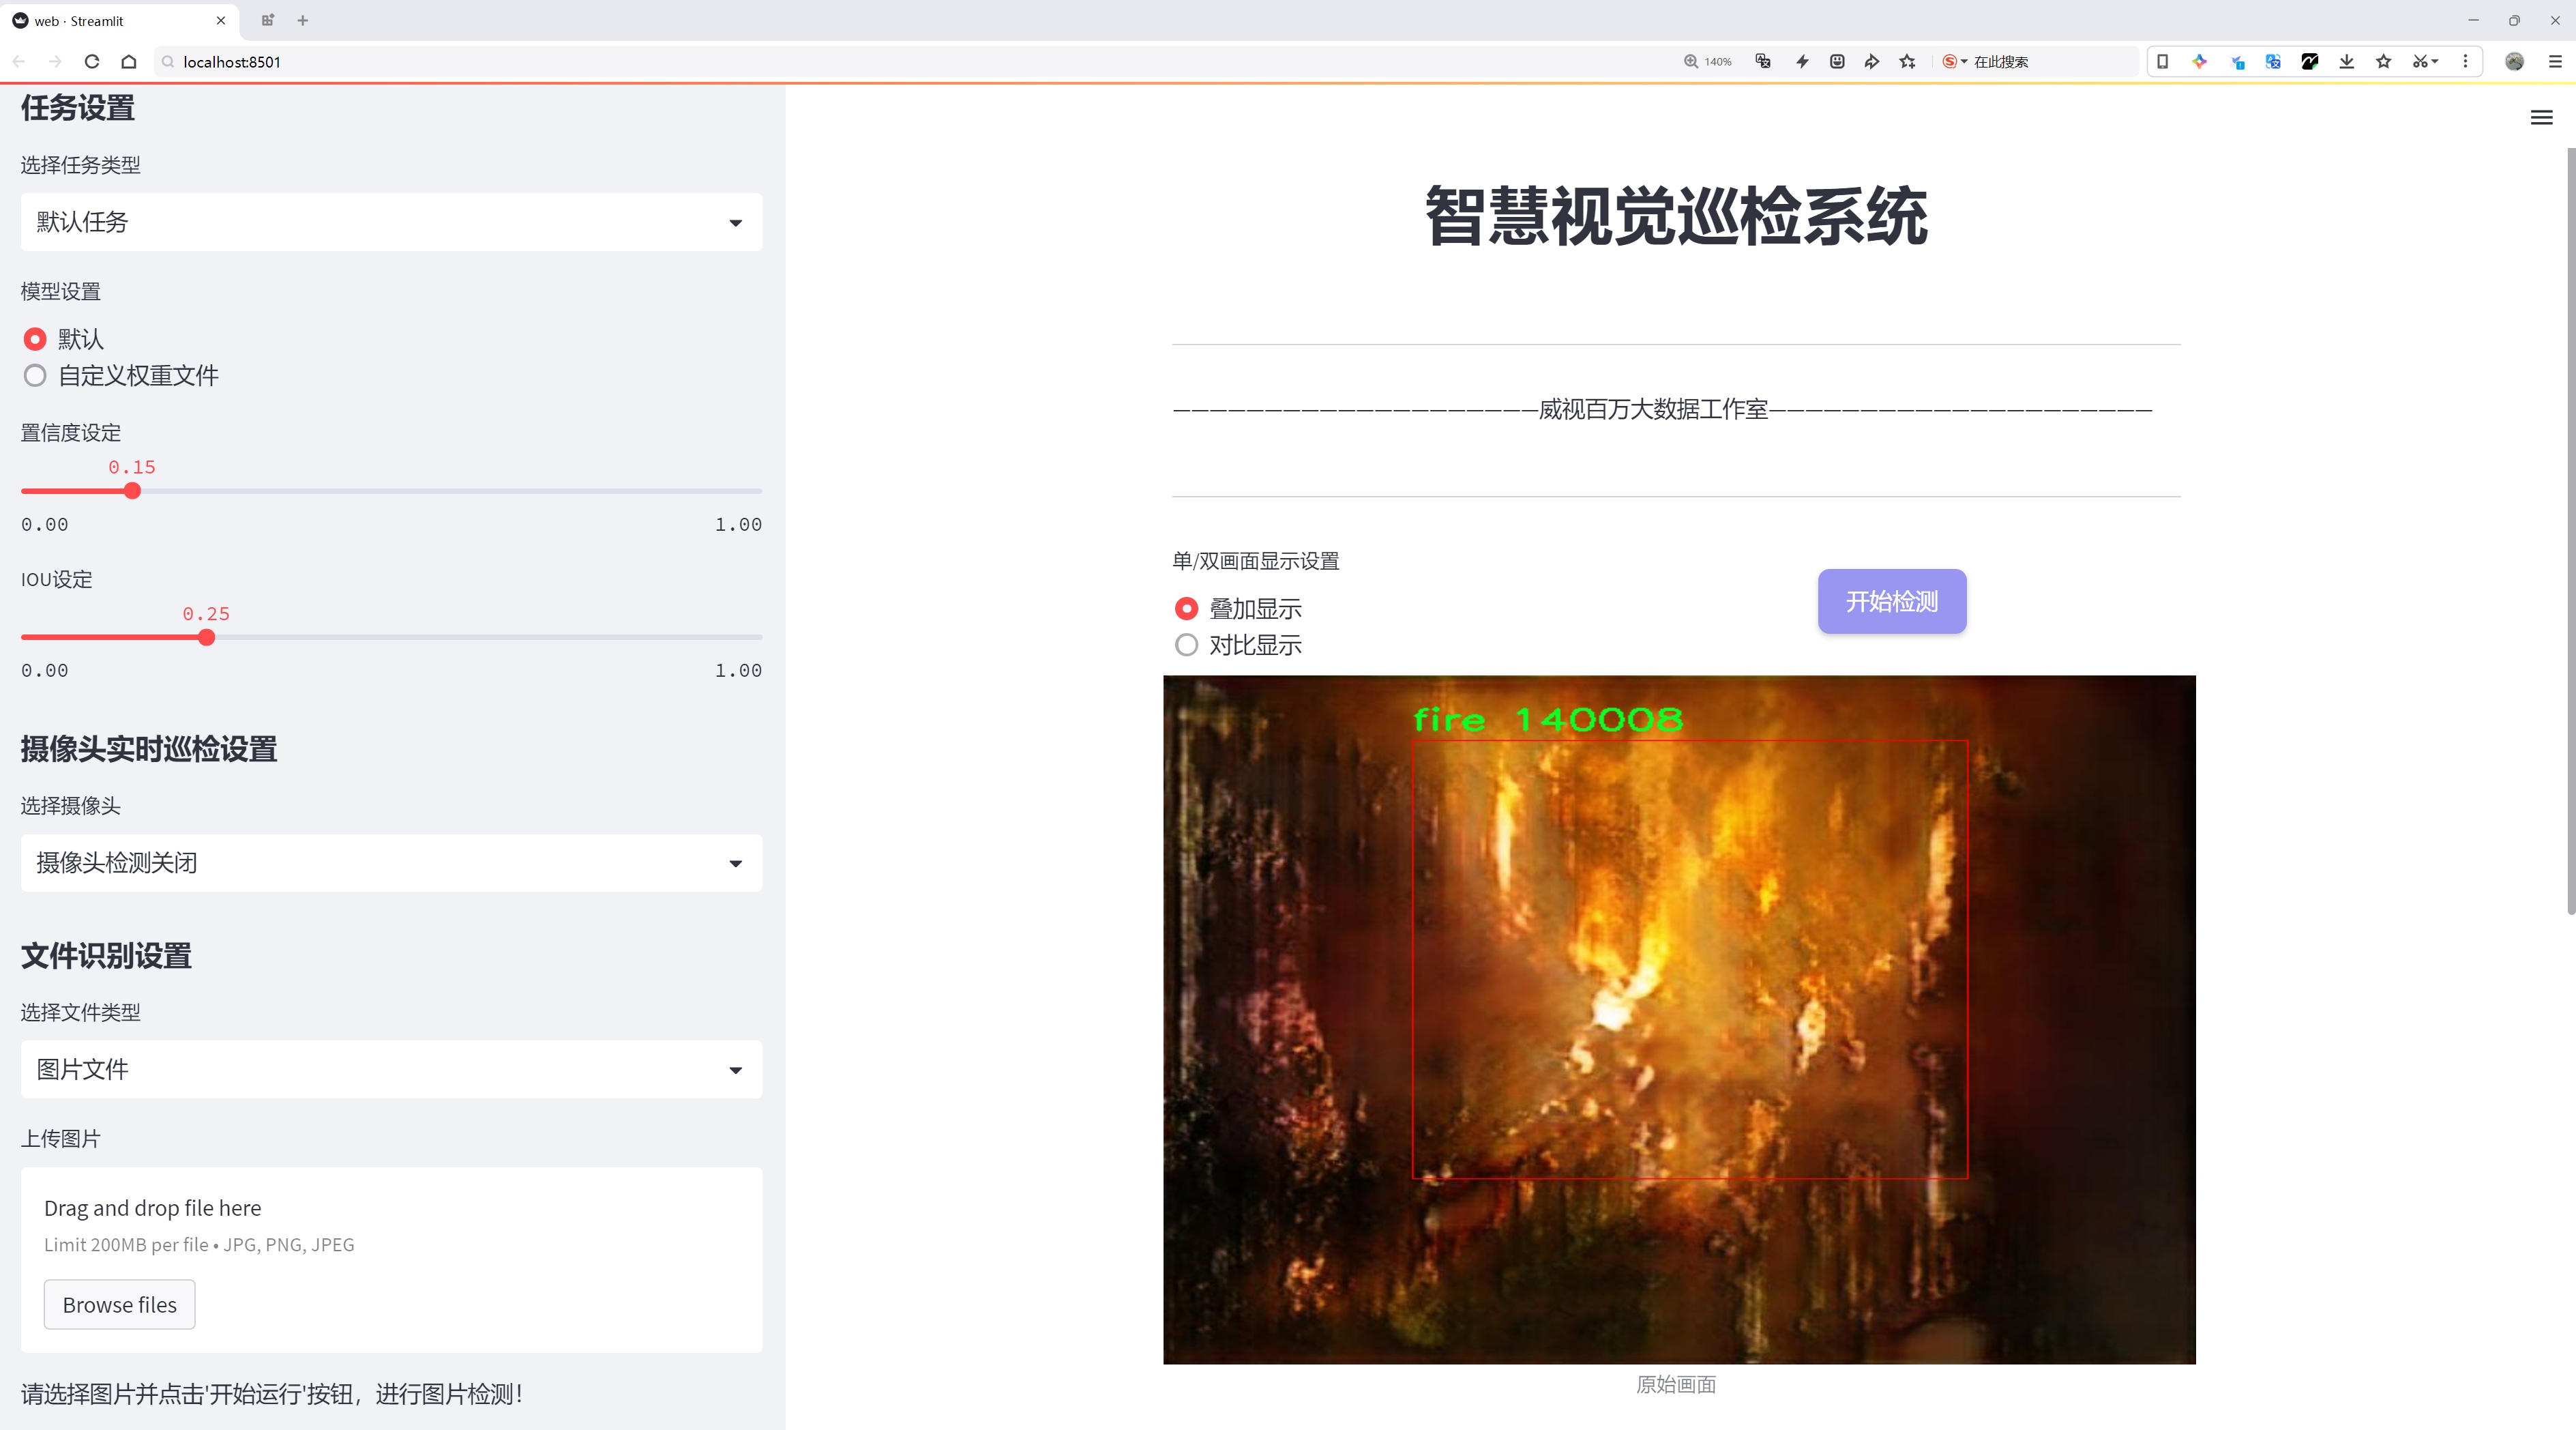 web · Streamlit
localhost:8501
140%
在此搜索
任务设置
选择任务类型
默认任务
模型设置
默认
自定义权重文件
置信度设定
0.15
0.00 1.00
IOU设定
0.25
0.00 1.00
摄像头实时巡检设置
选择摄像头
摄像头检测关闭
文件识别设置
选择文件类型
图片文件
上传图片
Drag and drop file here
Limit 200MB per file • JPG, PNG, JPEG
Browse files
请选择图片并点击'开始运行'按钮，进行图片检测！
智慧视觉巡检系统
————————————————————威视百万大数据工作室—————————————————————
单/双画面显示设置
叠加显示
对比显示
开始检测
fire 140008
原始画面